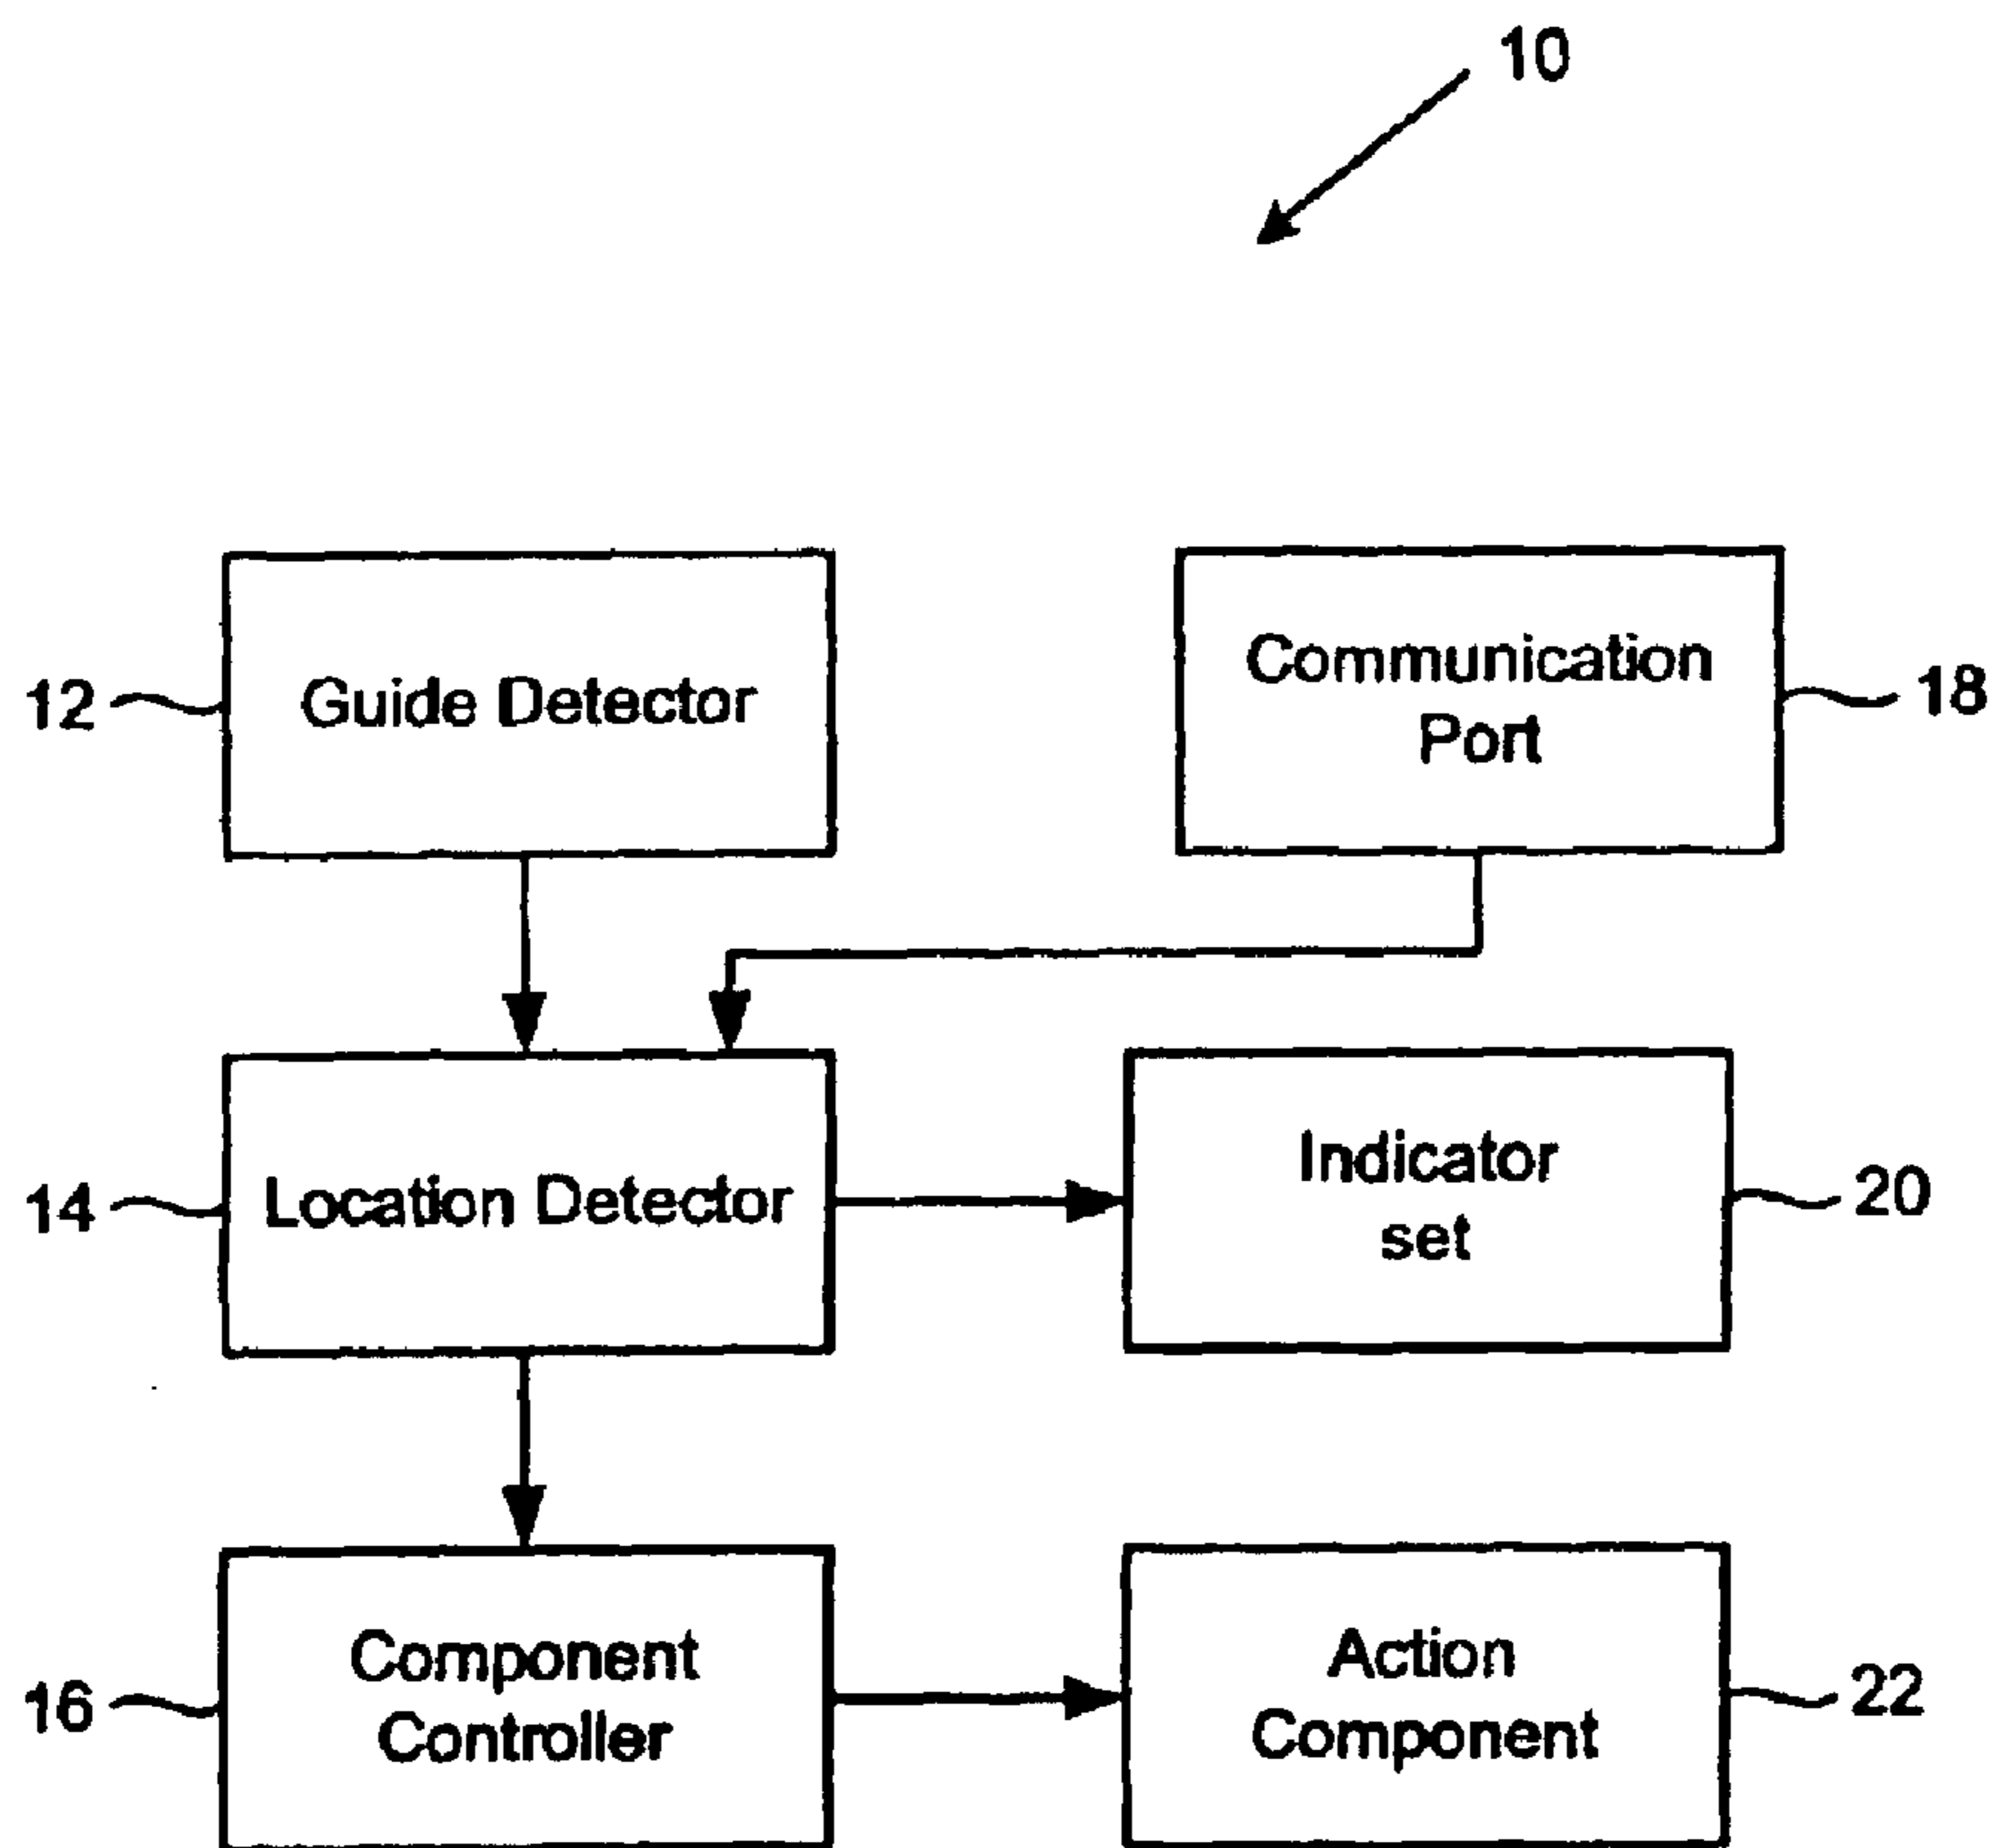 10
12
Guide Detector
Communication
Port
18
14
Location Detector
Indicator
set
20
16
Component
Controller
Action
Component
22